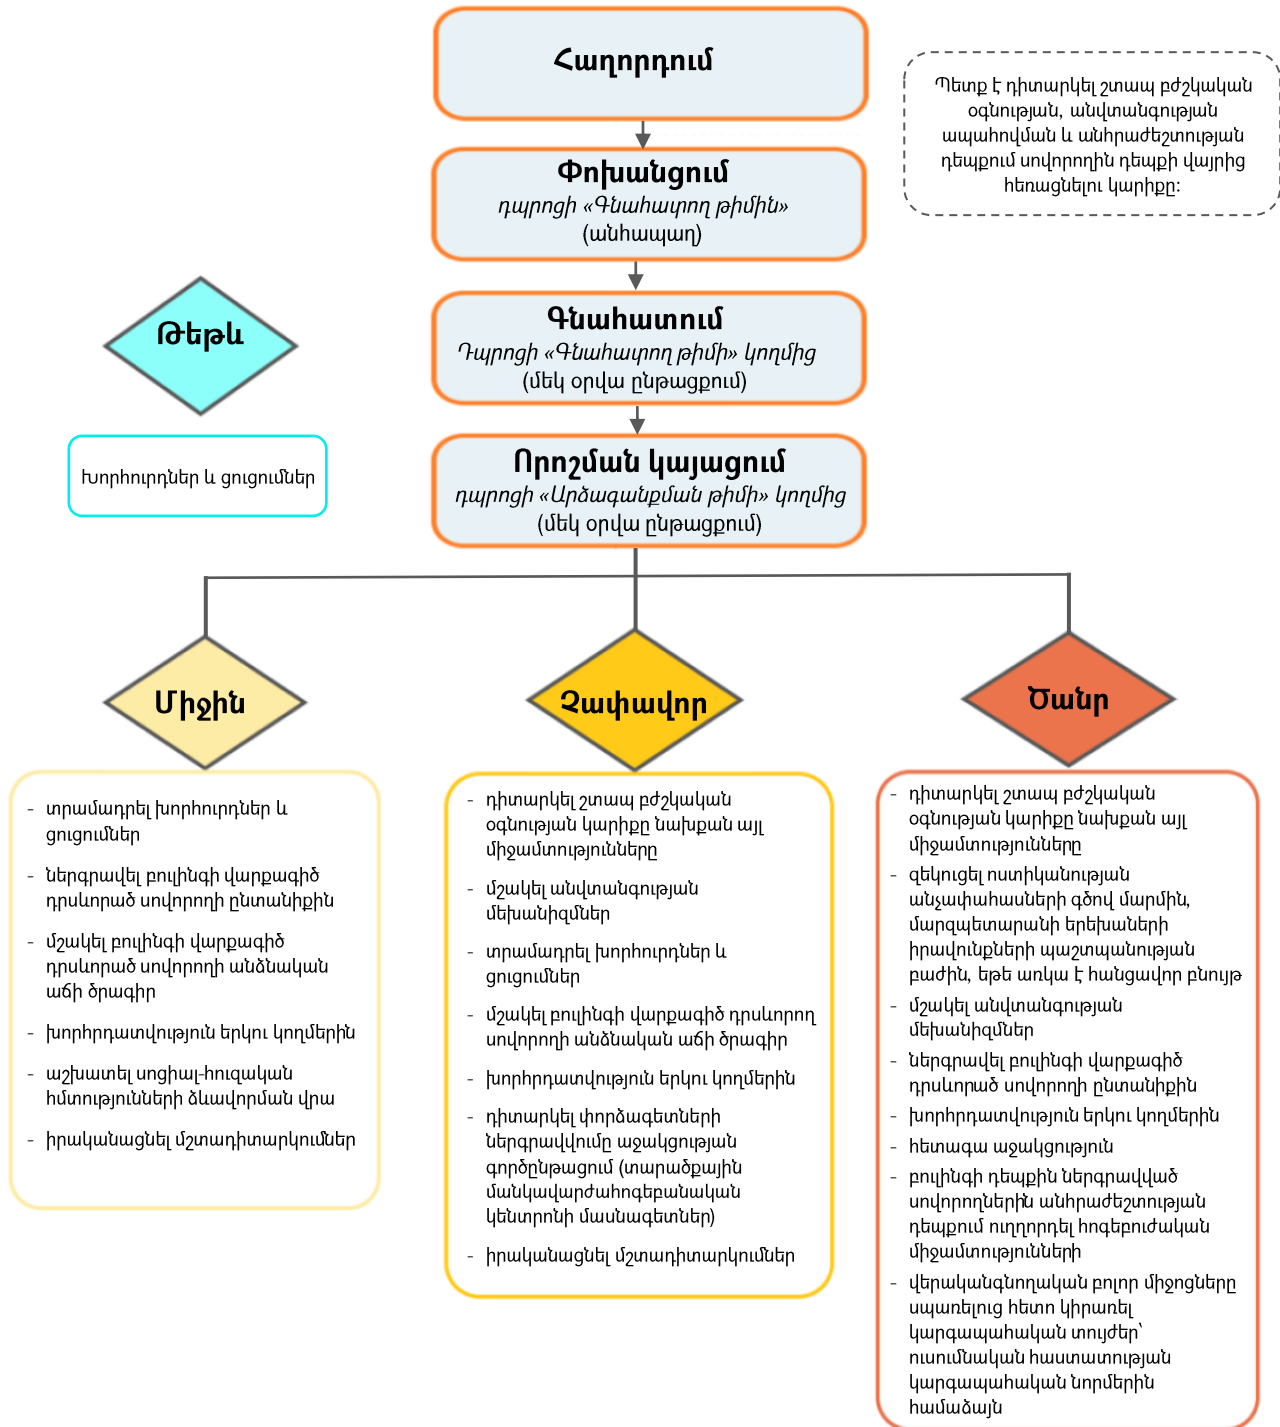 Հաղորդում
Պետք է դիտարկել շտապ բժշկական
օգնության, անվտանգության
ապահովման և անհրաժեշտության
դեպքում սովորողին դեպքի վայրից
հեռացնելու կարիքը:
Փոխանցում
դպրոցի «Գնահատող թիմին»
(անհապաղ)
Գնահատում
Դպրոցի «Գնահատող թիմի» կողմից
(մեկ օրվա ընթացքում)
Թեթև
Խորհուրդներ և ցուցումներ
Որոշման կայացում
դպրոցի «Արձագանքման թիմի» կողմից
(մեկ օրվա ընթացքում)
Միջին
- տրամադրել խորհուրդներ և
ցուցումներ
- ներգրավել բուլինգի վարքագիծ
դրսևորած սովորողի ընտանիքին
- մշակել բուլինգի վարքագիծ
դրսևորած սովորողի անձնական
աճի ծրագիր
- խորհրդատվություն երկու կողմերին
- աշխատել սոցիալ-հուզական
հմտությունների ձևավորման վրա
- իրականացնել մշտադիտարկումներ
Չափավոր
- դիտարկել շտապ բժշկական
օգնության կարիքը նախքան այլ
միջամտությունները
- մշակել անվտանգության
մեխանիզմներ
- տրամադրել խորհուրդներ և
ցուցումներ
- մշակել բուլինգի վարքագիծ դրսևորող
սովորողի անձնական աճի ծրագիր
- խորհրդատվություն երկու կողմերին
- դիտարկել փորձագետների
ներգրավվումը աջակցության
գործընթացում (տարածքային
մանկավարժահոգեբանական
կենտրոնի մասնագետներ)
- իրականացնել մշտադիտարկումներ
Ծանր
- դիտարկել շտապ բժշկական
օգնության կարիքը նախքան այլ
միջամտությունները
- զեկուցել ոստիկանության
անչափահասների գծով մարմին,
մարզպետարանի երեխաների
իրավունքների պաշտպանության
բաժին, եթե առկա է հանցավոր բնույթ
- մշակել անվտանգության
մեխանիզմներ
- ներգրավել բուլինգի վարքագիծ
դրսևորած սովորողի ընտանիքին
- խորհրդատվություն երկու կողմերին
- հետագա աջակցություն
- բուլինգի դեպքին ներգրավված
սովորողներին անհրաժեշտության
դեպքում ուղղորդել հոգեբուժական
միջամտությունների
- վերականգնողական բոլոր միջոցները
սպառելուց հետո կիրառել
կարգապահական տույժեր՝
ուսումնական հաստատության
կարգապահական նորմերին
համաձայն